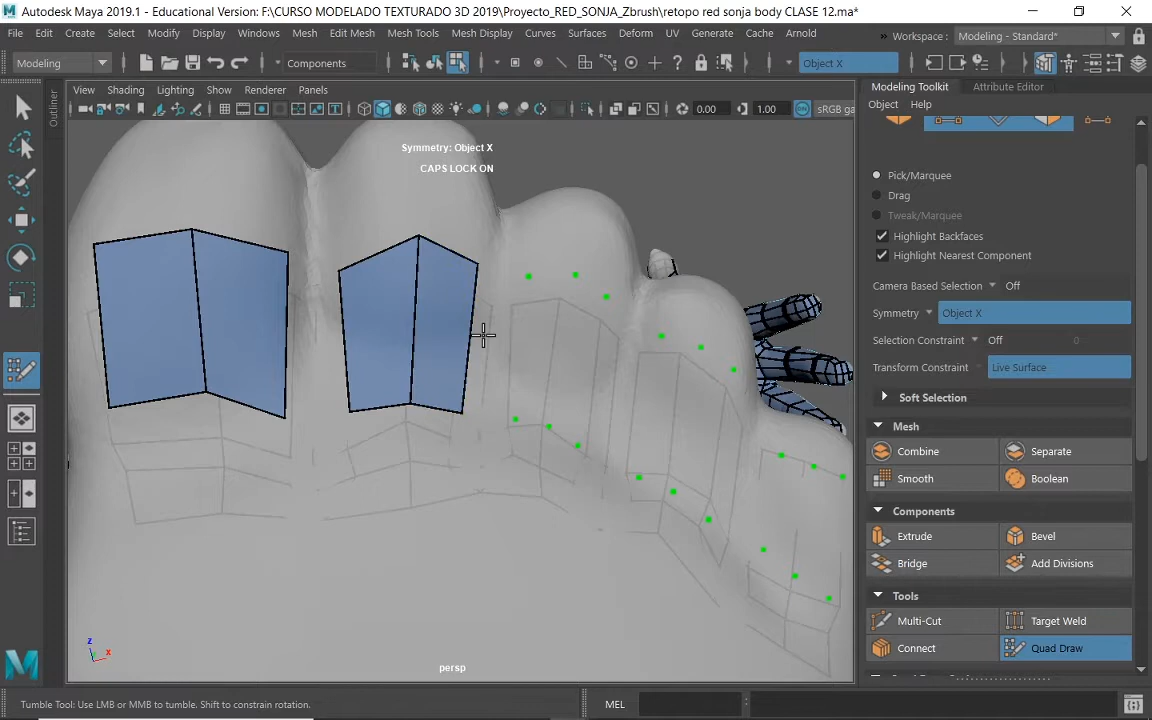 Autodesk Maya 2019.1 - Educational Version: F:\CURSO MODELADO TEXTURADO 3D 2019\Proyecto_RED_SONJA_Zbrush\retopo red sonja body CLASE 12.ma*
File Edit Create Select Modify Display Windows Mesh Edit Mesh Mesh Tools Mesh Display Curves Surfaces Deform UV Generate Cache Arnold
Workspace : Modeling - Standard*
Modeling Components Object X
View Shading Lighting Show Renderer Panels
0.00 1.00 ON sRGB ga
Outliner
Symmetry: Object X
CAPS LOCK ON
persp
z
x
Modeling Toolkit Attribute Editor
Object Help
Pick/Marquee
Drag
Tweak/Marquee
Highlight Backfaces
Highlight Nearest Component
Camera Based Selection Off
Symmetry Object X
Selection Constraint Off 0
Transform Constraint Live Surface
Soft Selection
Mesh
Combine Separate
Smooth Boolean
Components
Extrude Bevel
Bridge Add Divisions
Tools
Multi-Cut Target Weld
Connect Quad Draw
Tumble Tool: Use LMB or MMB to tumble. Shift to constrain rotation.
MEL